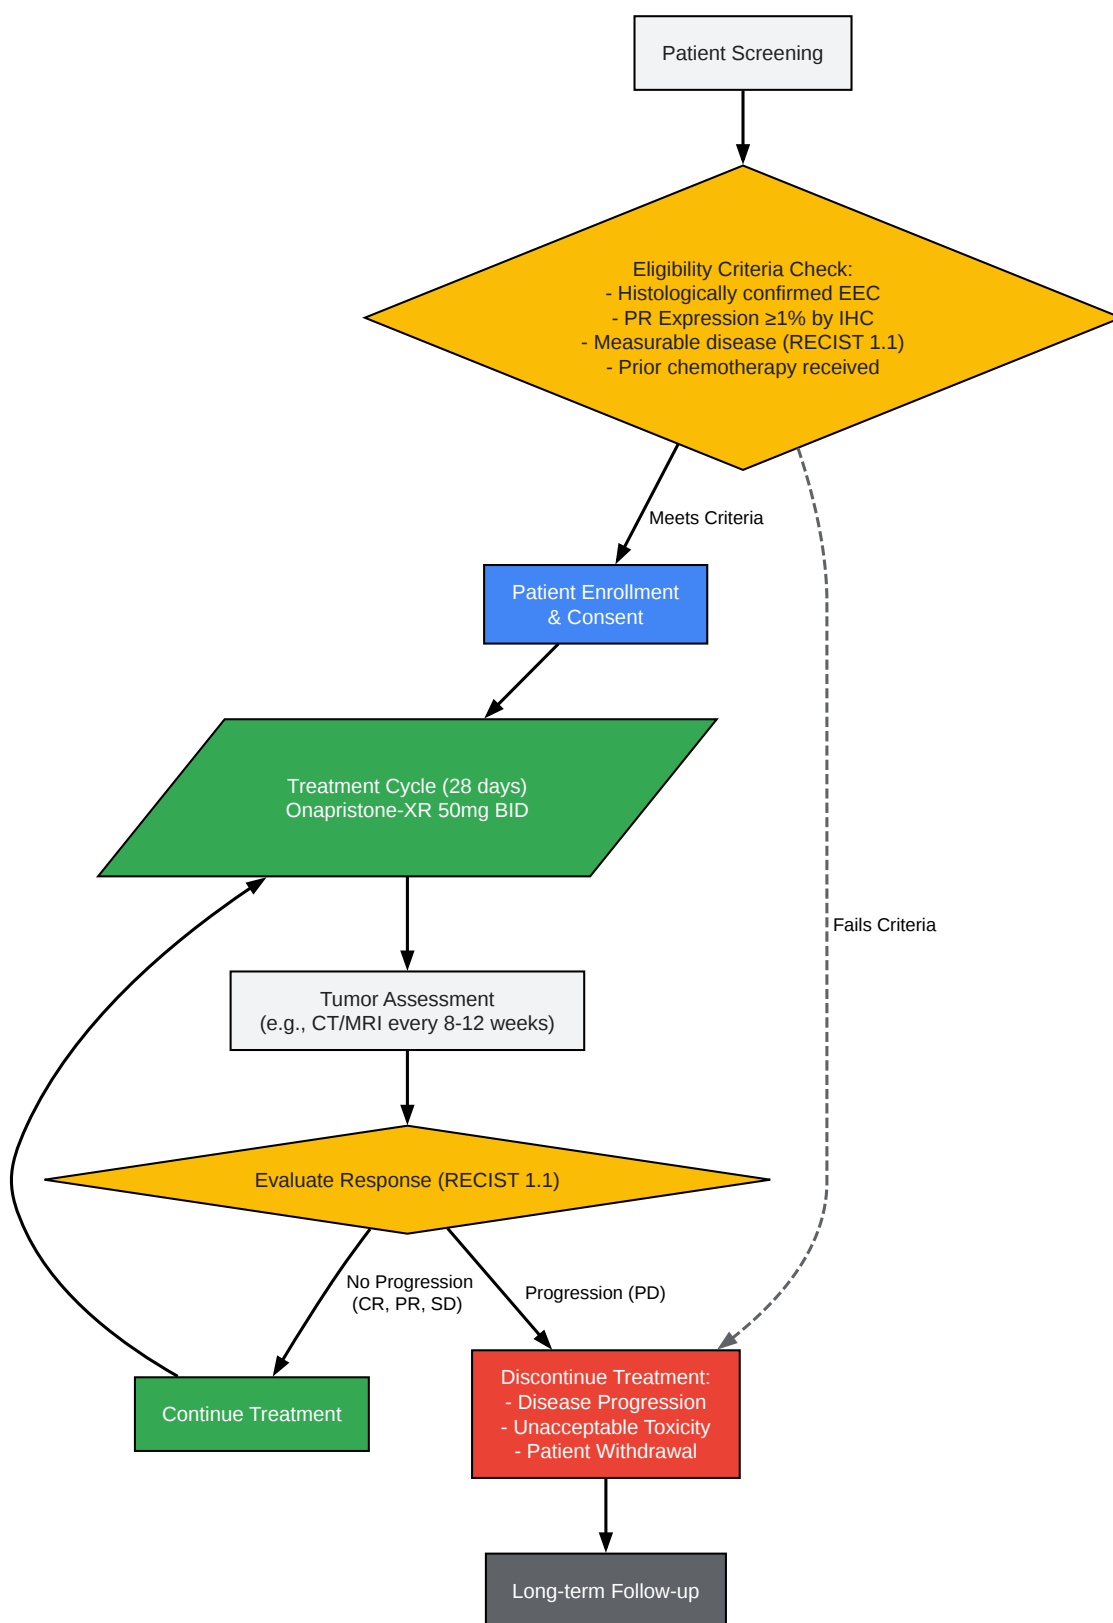 Patient Screening
Eligibility Criteria Check:
- Histologically confirmed EEC
- PR Expression ≥1% by IHC
- Measurable disease (RECIST 1.1)
- Prior chemotherapy received
Meets Criteria
Patient Enrollment
& Consent
Treatment Cycle (28 days)
Onapristone-XR 50mg BID
Fails Criteria
Tumor Assessment
(e.g., CT/MRI every 8-12 weeks)
Evaluate Response (RECIST 1.1)
No Progression
(CR, PR, SD)
Progression (PD)
Continue Treatment
Discontinue Treatment:
- Disease Progression
- Unacceptable Toxicity
- Patient Withdrawal
Long-term Follow-up